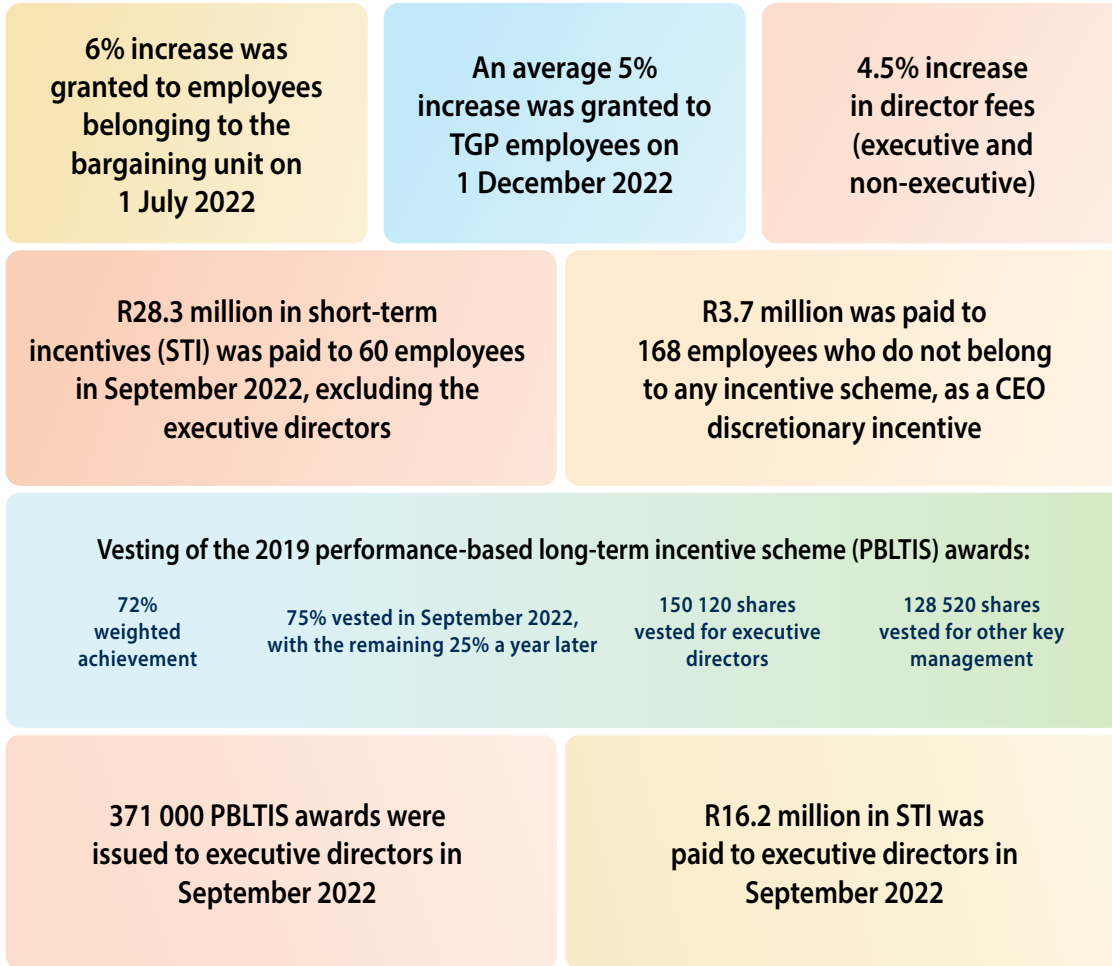 6% increase was
granted to employees
belonging to the
bargaining unit on
1 July 2022
An average 5%
increase was granted to
TGP employees on
1 December 2022
4.5% increase
in director fees
(executive and
non-executive)
R28.3 million in short-term
incentives (STI) was paid to 60 employees
in September 2022, excluding the
executive directors
R3.7 million was paid to
168 employees who do not belong
to any incentive scheme, as a CEO
discretionary incentive
Vesting of the 2019 performance-based long-term incentive scheme (PBLTIS) awards:
72%
weighted
achievement
75% vested in September 2022,
with the remaining 25% a year later
150 120 shares
vested for executive
directors
128 520 shares
vested for other key
management
371 000 PBLTIS awards were
issued to executive directors in
September 2022
R16.2 million in STI was
paid to executive directors in
September 2022